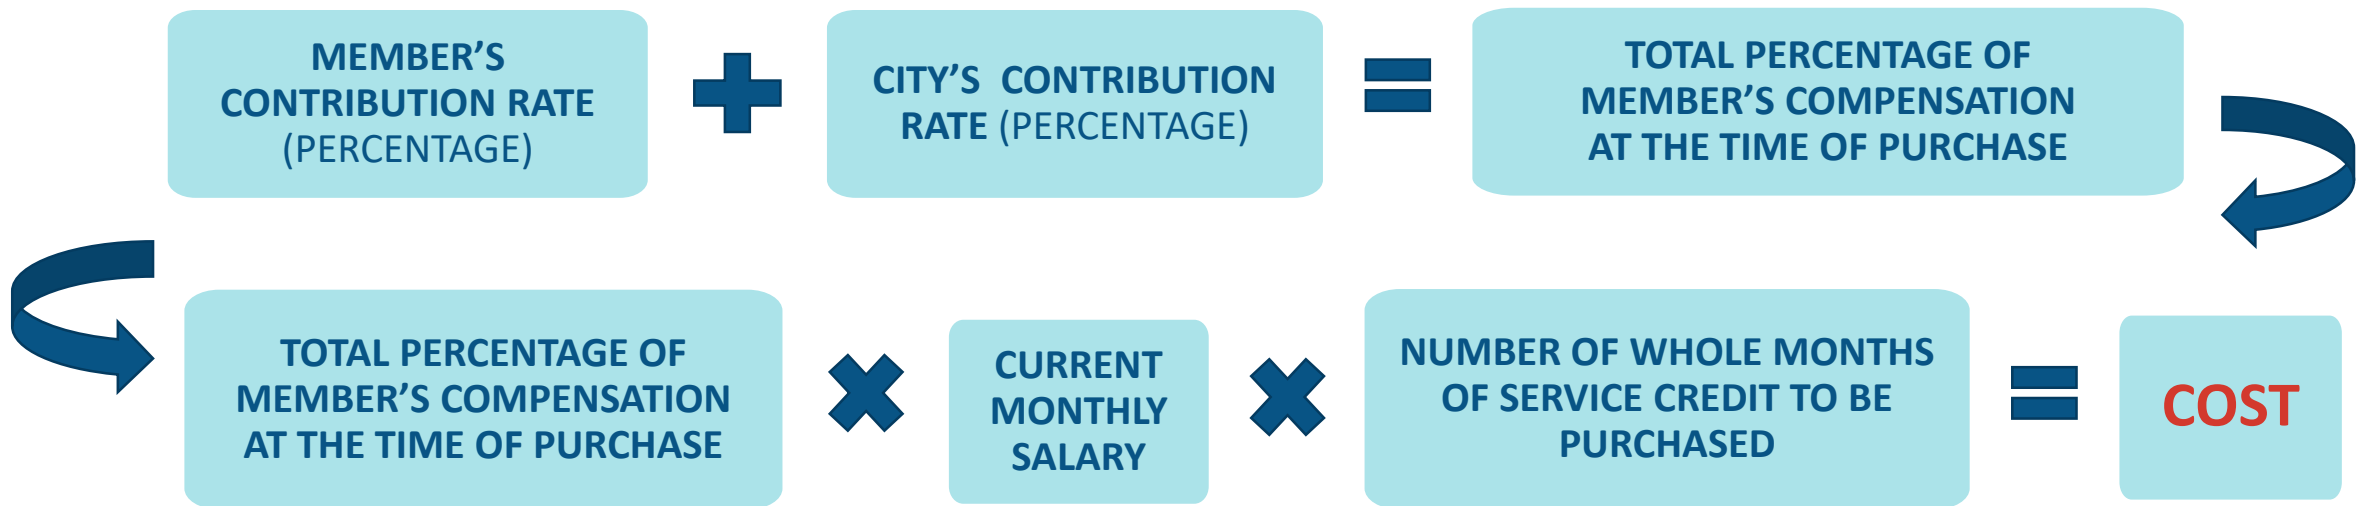 MEMBER'S
CONTRIBUTION RATE
(PERCENTAGE)
CITY'S CONTRIBUTION
RATE (PERCENTAGE)
TOTAL PERCENTAGE OF
MEMBER'S COMPENSATION
AT THE TIME OF PURCHASE
TOTAL PERCENTAGE OF
MEMBER'S COMPENSATION
AT THE TIME OF PURCHASE
CURRENT
MONTHLY
SALARY
NUMBER OF WHOLE MONTHS
OF SERVICE CREDIT TO BE
PURCHASED
COST